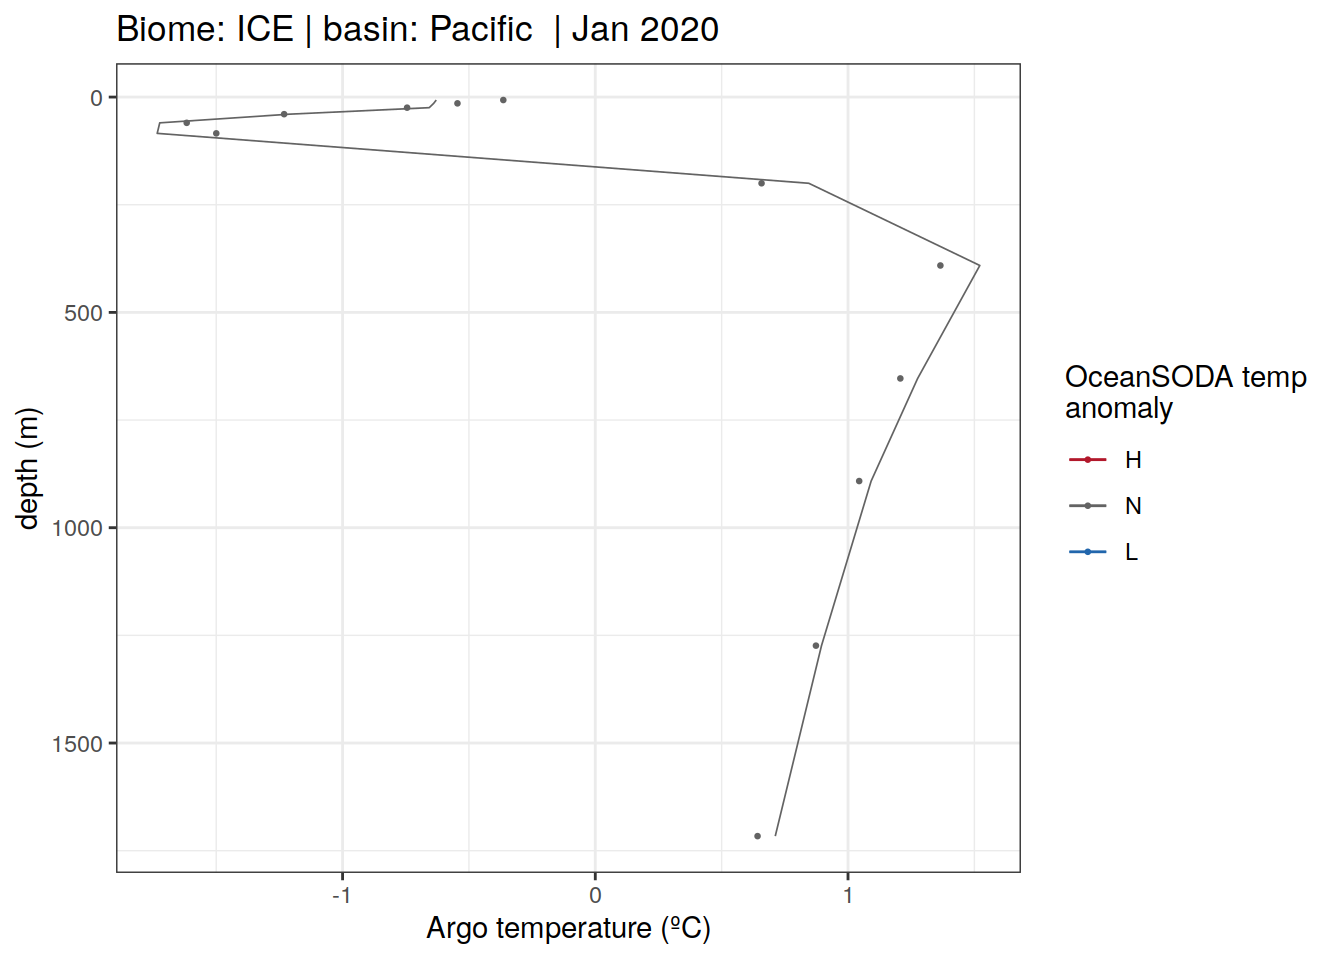 Biome: ICE | basin: Pacific  | Jan 2020
0
500
1000
1500
depth (m)
-1
0
1
Argo temperature (ºC)
OceanSODA temp
anomaly
H
N
L